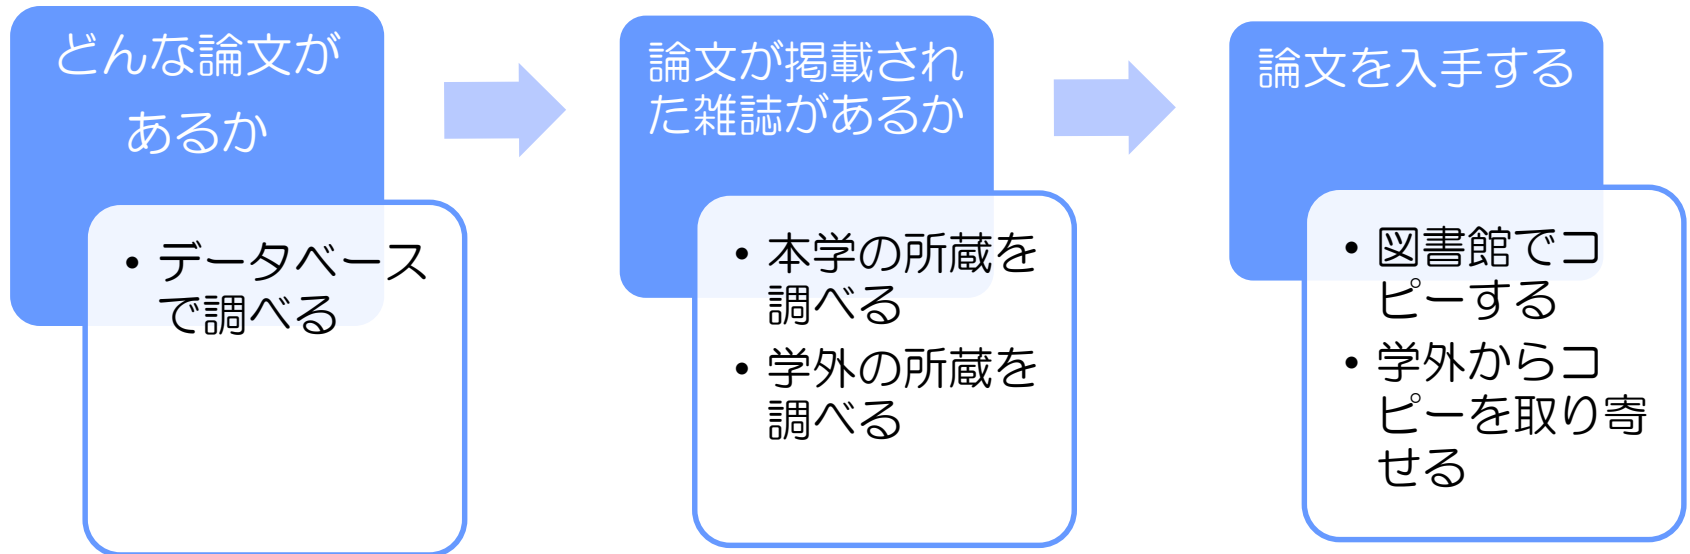 どんな論文が
あるか
• データベース
で調べる
論文が掲載され
た雑誌があるか
• 本学の所蔵を
調べる
• 学外の所蔵を
調べる
論文を入手する
• 図書館でコ
ピーする
• 学外からコ
ピーを取り寄
せる